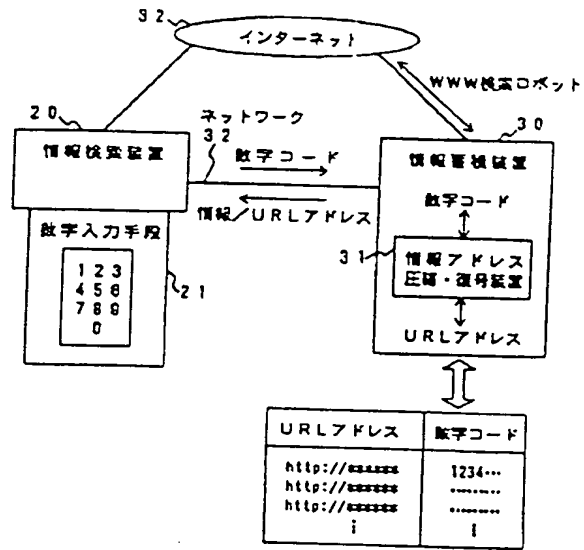 32
インターネット
WWW検索ロボット
20
ネットワーク
32
30
情報検索装置
数字コード
情報蓄積装置
情報／URLアドレス
数字コード
数字入力手段
31
情報アドレス
圧縮・復号装置
1 2 3
4 5 6
7 8 9
0
21
URLアドレス
URLアドレス 数字コード
http://****** 1234…
http://****** ………
http://****** ………
⋮ ⋮